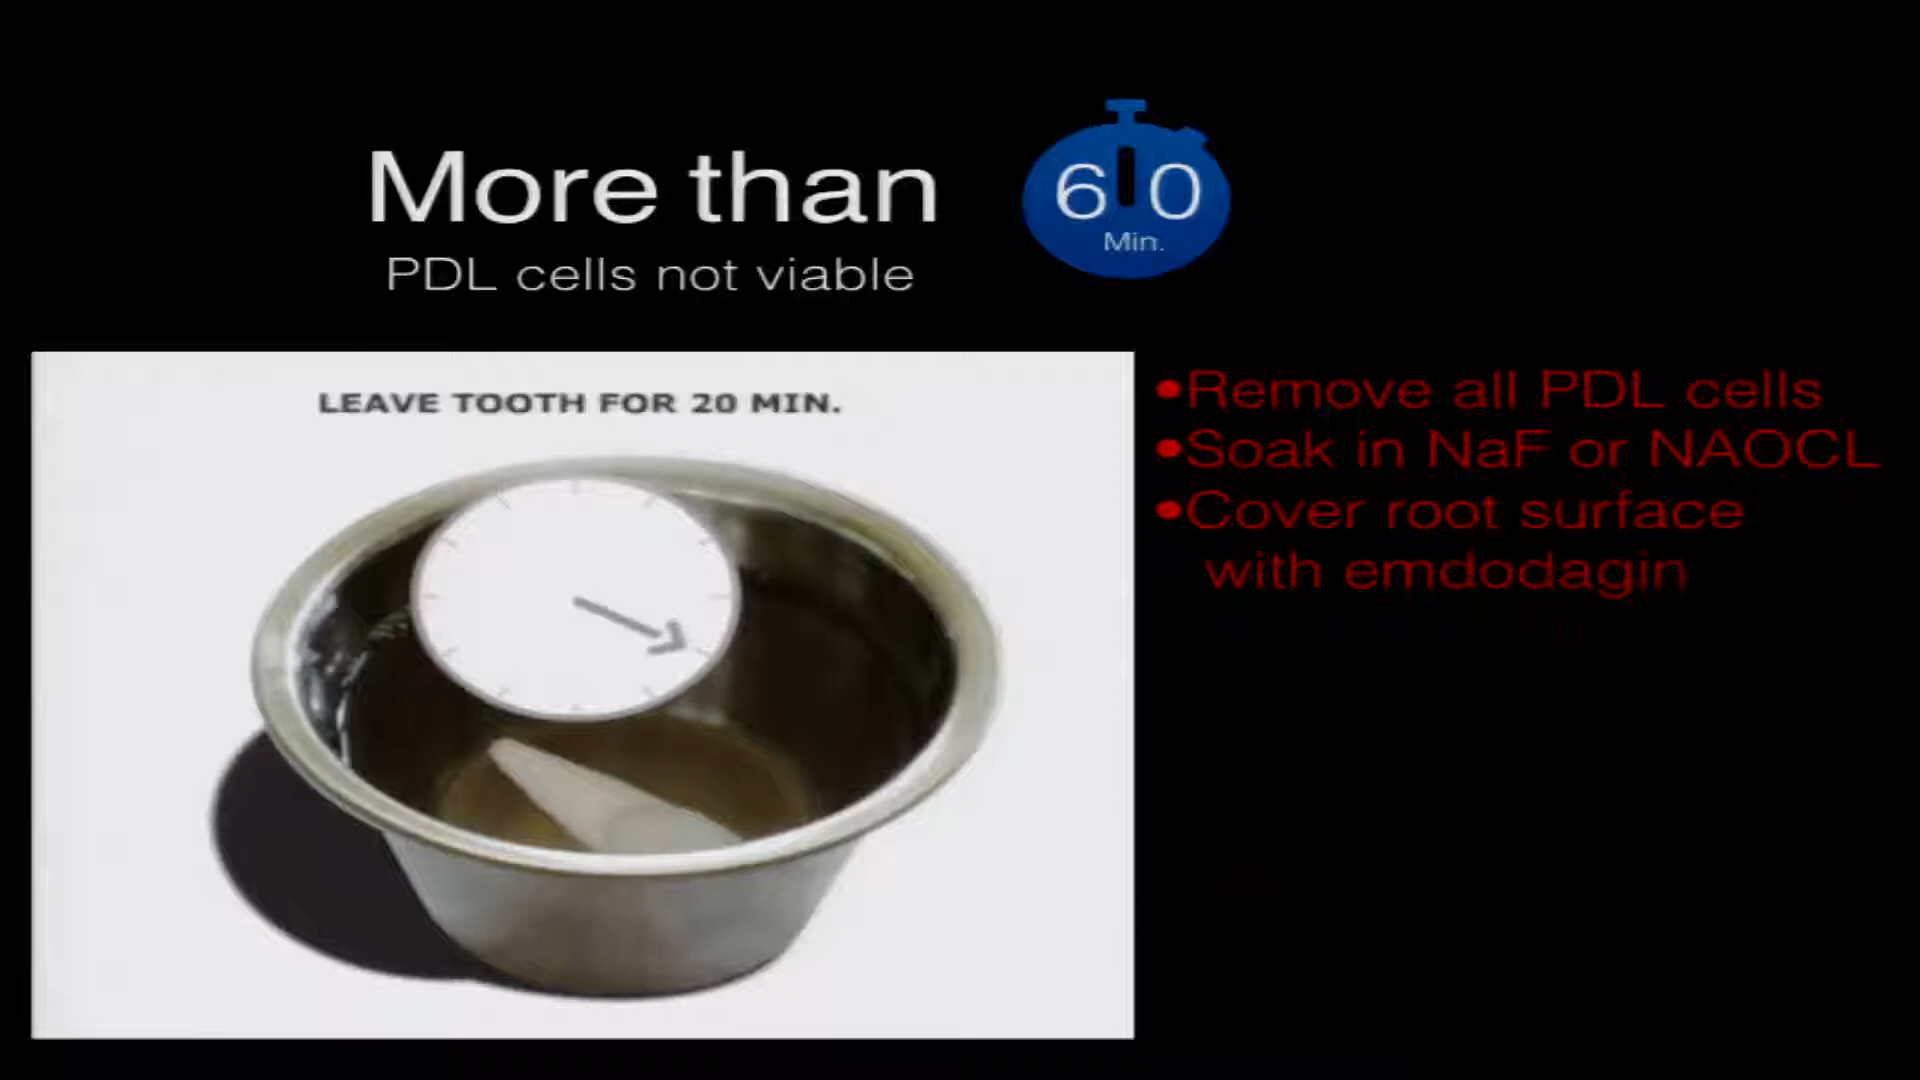 More than
60
Min.
PDL cells not viable
LEAVE TOOTH FOR 20 MIN.
•Remove all PDL cells
•Soak in NaF or NAOCL
•Cover root surface
with emdodagin